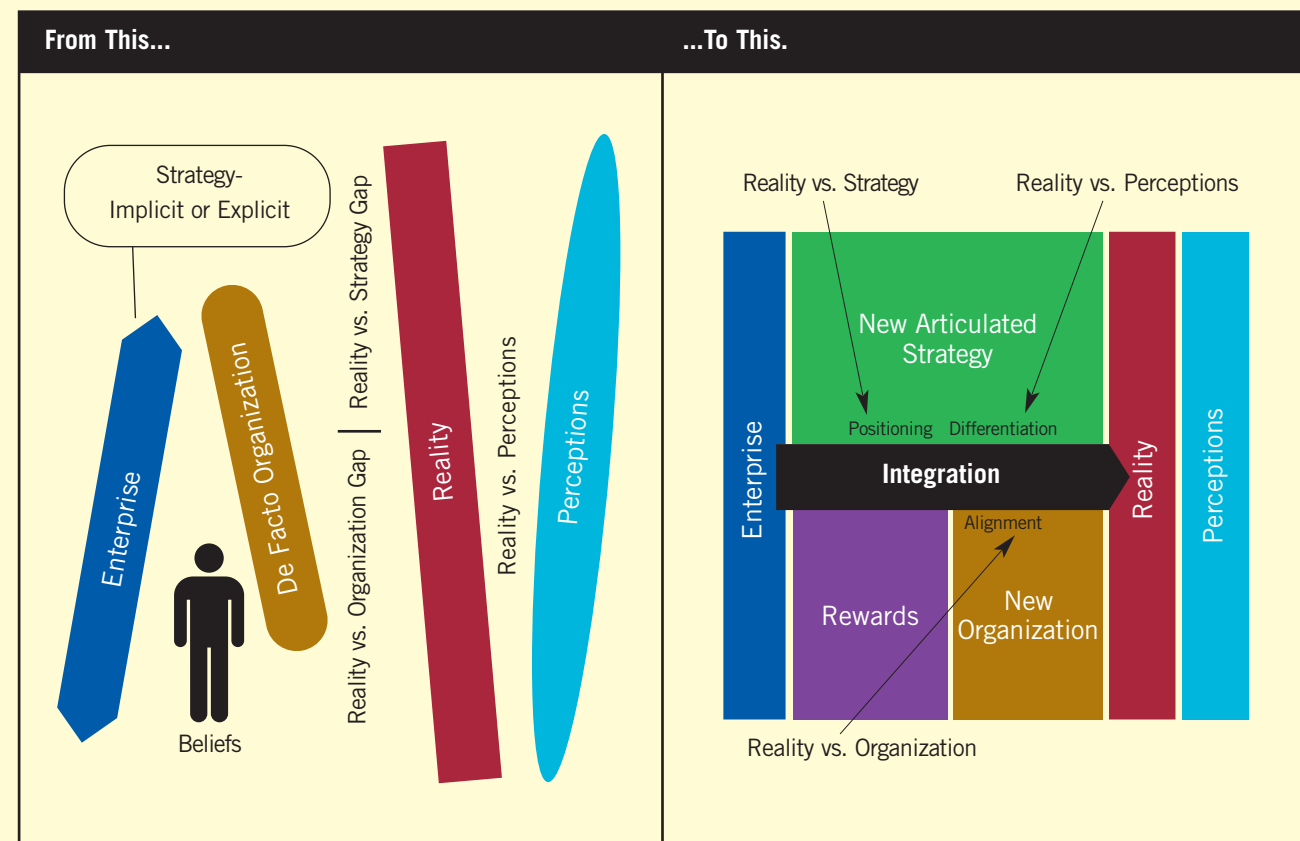 From This...
...To This.
Strategy-
Implicit or Explicit
Enterprise
De Facto Organization
Beliefs
Reality vs. Strategy Gap
Reality vs. Organization Gap
Reality
Reality vs. Perceptions
Perceptions
Reality vs. Strategy
Reality vs. Perceptions
Enterprise
New Articulated
Strategy
Positioning
Differentiation
Integration
Alignment
Rewards
New
Organization
Reality
Perceptions
Reality vs. Organization